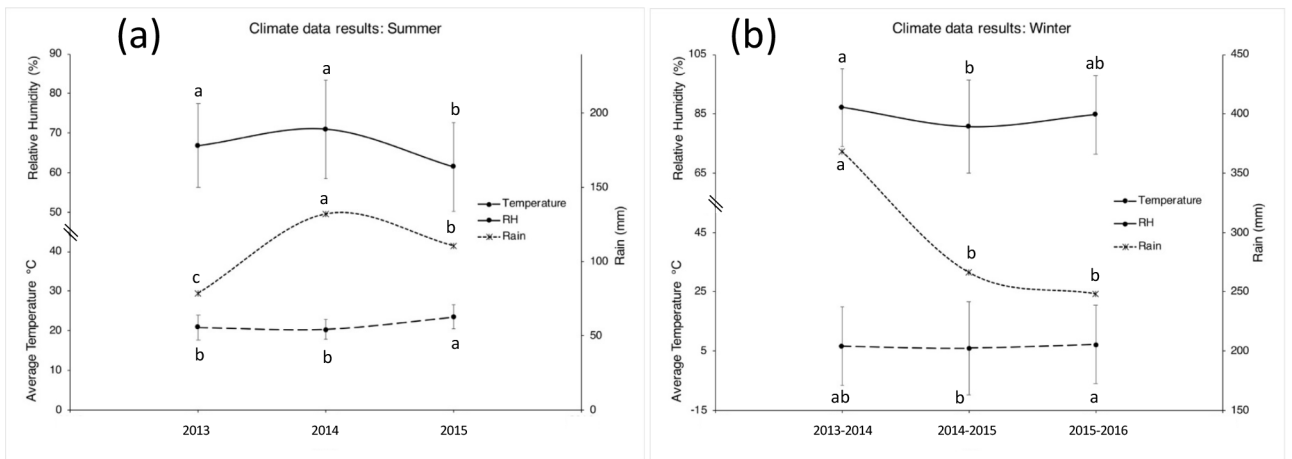 (a)
Climate data results: Summer
Relative Humidity (%)
Average Temperature °C
90
80
70
60
50
40
30
20
10
0
a
a
b
c
a
b
b
b
a
200
150
100
50
0
Rain (mm)
Temperature
RH
Rain
2013
2014
2015
(b)
Climate data results: Winter
Relative Humidity (%)
Average Temperature °C
105
85
65
45
25
5
-15
a
b
ab
a
b
b
ab
b
a
450
400
350
300
250
200
150
Rain (mm)
Temperature
RH
Rain
2013-2014
2014-2015
2015-2016